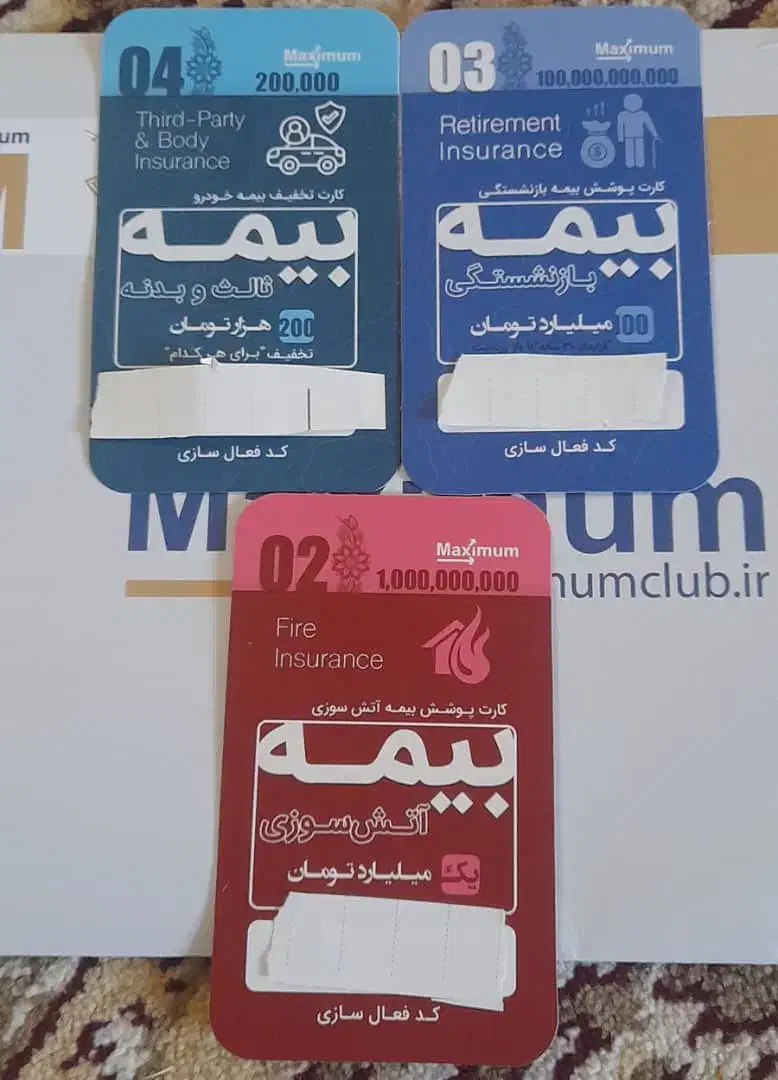 04
Maximum
200,000
Third-Party
& Body
Insurance
کارت تخفیف بیمه خودرو
بیمه
ثالث و بدنه
200 هزار تومان
تخفیف "برای هر کدام"
کد فعال سازی
03
Maximum
100,000,000,000
Retirement
Insurance
کارت پوشش بیمه بازنشستگی
بیمه
بازنشستگی
100 میلیارد تومان
کد فعال سازی
02
Maximum
1,000,000,000
Fire
Insurance
کارت پوشش بیمه آتش سوزی
بیمه
آتش‌سوزی
یک میلیارد تومان
کد فعال سازی